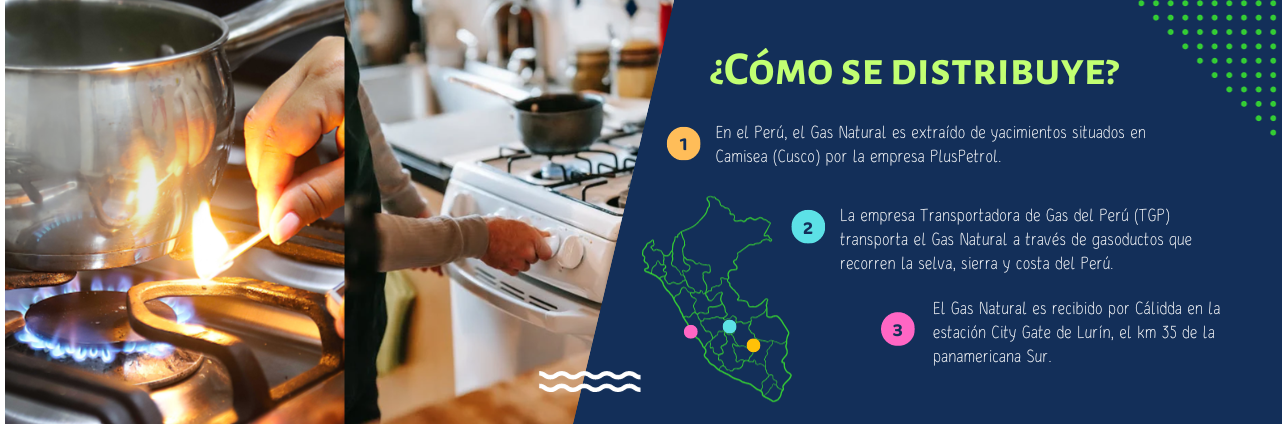 ¿CÓMO SE DISTRIBUYE?
1
En el Perú, el Gas Natural es extraído de yacimientos situados en
Camisea (Cusco) por la empresa PlusPetrol.
2
La empresa Transportadora de Gas del Perú (TGP)
transporta el Gas Natural a través de gasoductos que
recorren la selva, sierra y costa del Perú.
3
El Gas Natural es recibido por Cálidda en la
estación City Gate de Lurín, el km 35 de la
panamericana Sur.